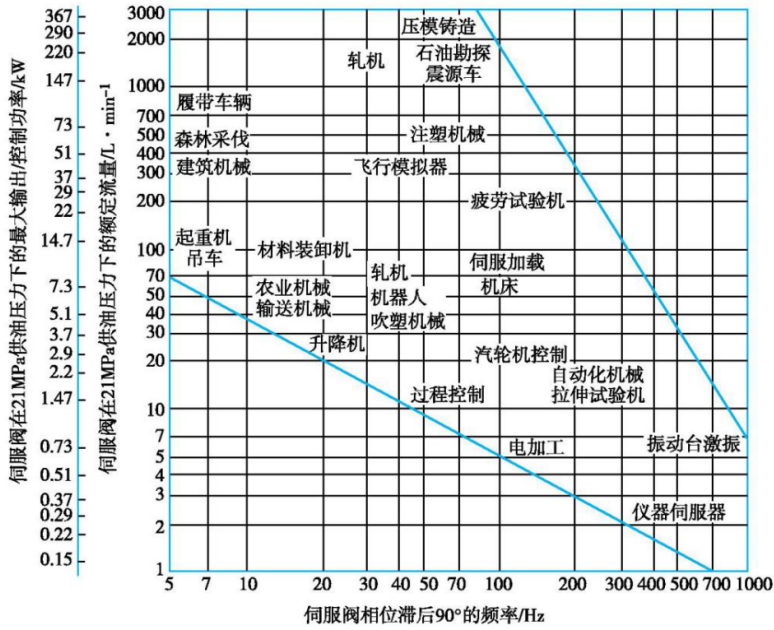 伺服阀在21MPa供油压力下的最大输出/控制功率/kW
367
290
220
147
73
51
37
29
22
14.7
7.3
5.1
3.7
2.9
2.2
1.47
0.73
0.51
0.37
0.29
0.22
0.15
伺服阀在21MPa供油压力下的额定流量/L·min⁻¹
3000
2000
1000
700
500
400
300
200
100
70
50
40
30
20
10
7
5
4
3
2
1
压模铸造
轧机
石油勘探
震源车
履带车辆
森林采伐
注塑机械
建筑机械
飞行模拟器
疲劳试验机
起重机
吊车
材料装卸机
轧机
伺服加载
农业机械
机器人
机床
输送机械
吹塑机械
升降机
汽轮机控制
自动化机械
过程控制
拉伸试验机
电加工
振动台激振
仪器伺服器
5 7 10 20 30 40 50 70 100 200 300 400 500 700 1000
伺服阀相位滞后90°的频率/Hz